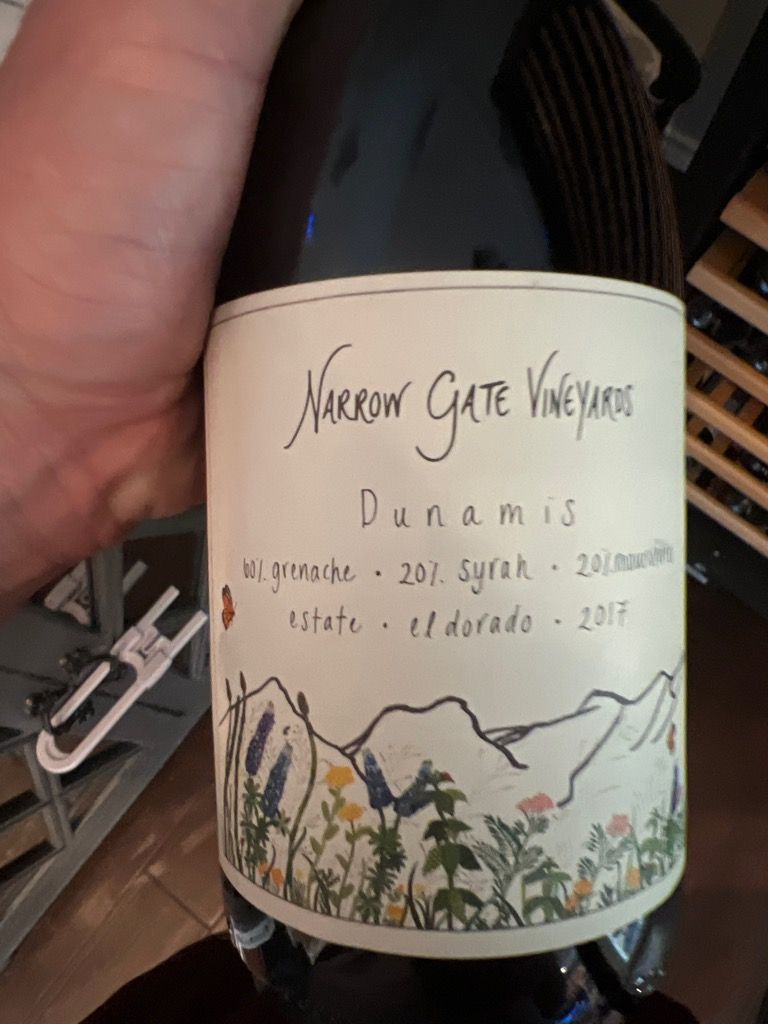 Narrow Gate Vineyards
Dunamis
60% grenache · 20% syrah · 20% mourvèdre
estate · el dorado · 2017